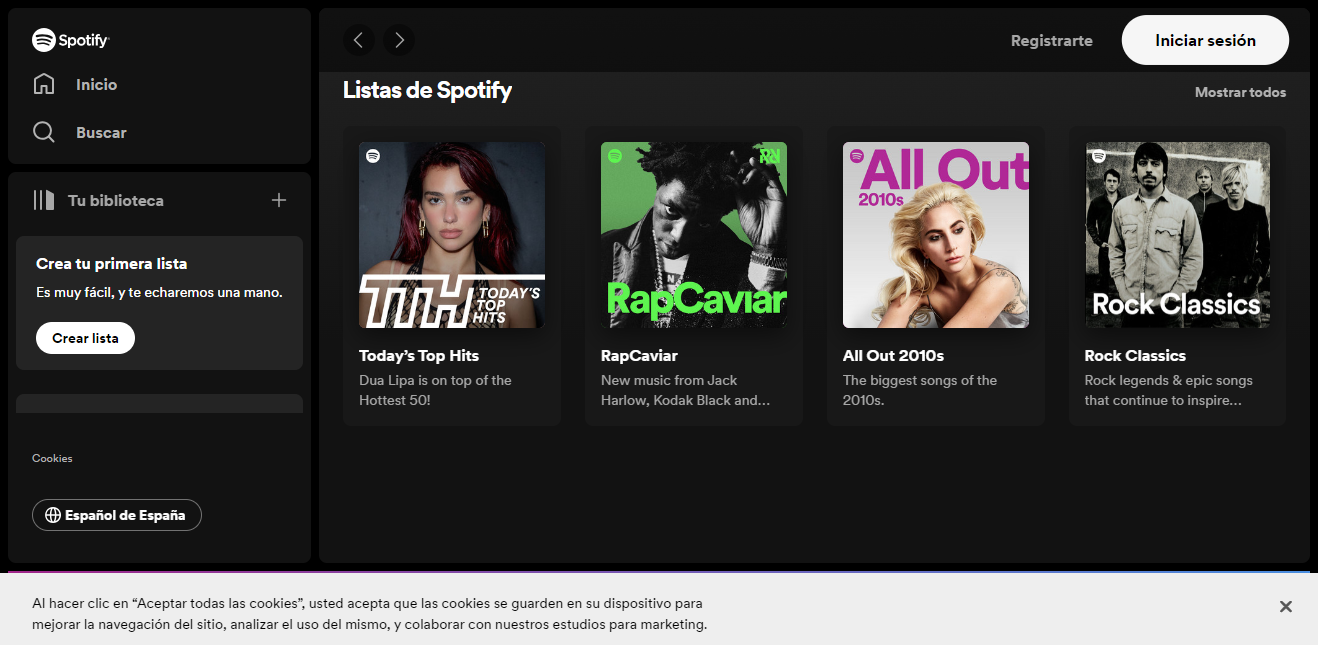 Spotify
Inicio
Buscar
Tu biblioteca
Crea tu primera lista
Es muy fácil, y te echaremos una mano.
Crear lista
Cookies
Español de España
Registrarte
Iniciar sesión
Listas de Spotify
Mostrar todos
TTH TODAY'S
TOP
HITS
Today's Top Hits
Dua Lipa is on top of the
Hottest 50!
RapCaviar
RapCaviar
New music from Jack
Harlow, Kodak Black and...
All Out
2010s
All Out 2010s
The biggest songs of the
2010s.
Rock Classics
Rock Classics
Rock legends & epic songs
that continue to inspire...
Al hacer clic en “Aceptar todas las cookies”, usted acepta que las cookies se guarden en su dispositivo para
mejorar la navegación del sitio, analizar el uso del mismo, y colaborar con nuestros estudios para marketing.